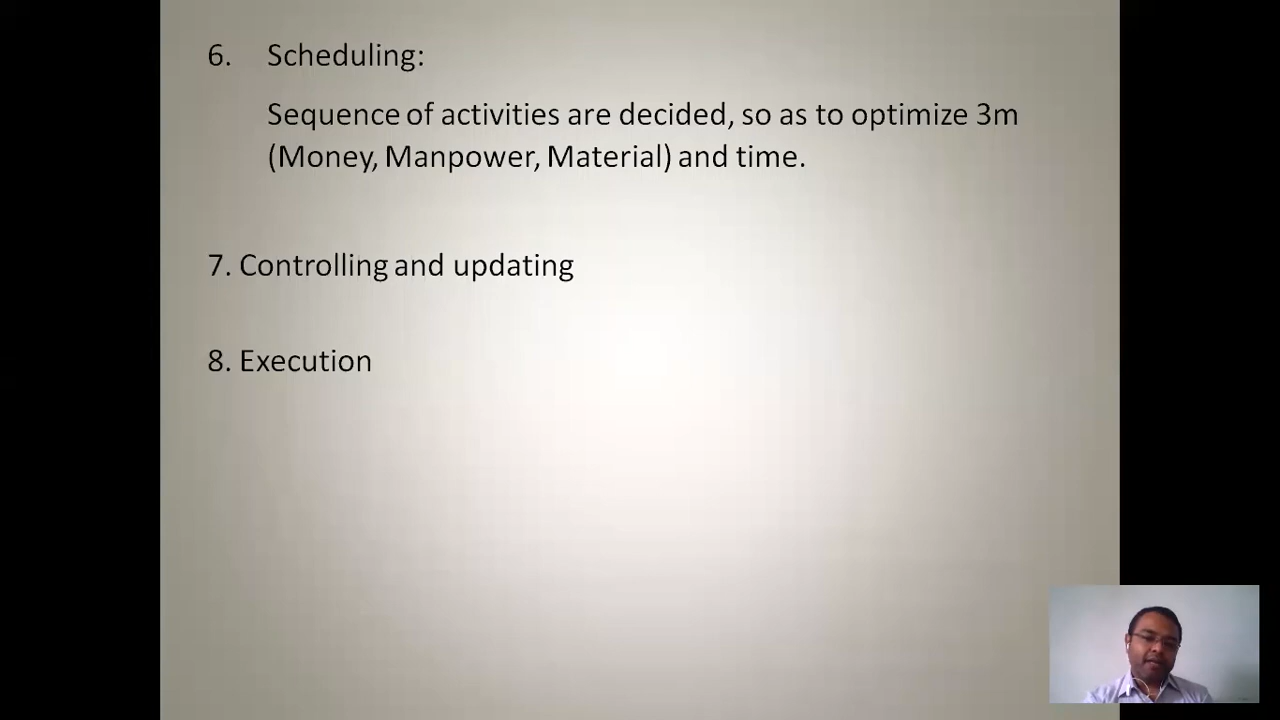 6. Scheduling:
Sequence of activities are decided, so as to optimize 3m
(Money, Manpower, Material) and time.
7. Controlling and updating
8. Execution